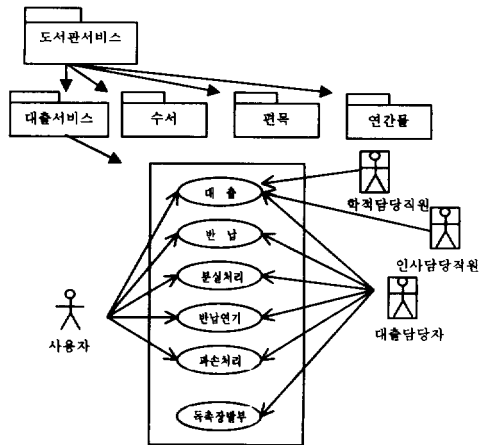 도서관서비스
대출서비스
수서
편목
연간물
대 출
학적담당직원
반 납
인사담당직원
분실처리
반납연기
사용자
대출담당자
파손처리
독촉장발부